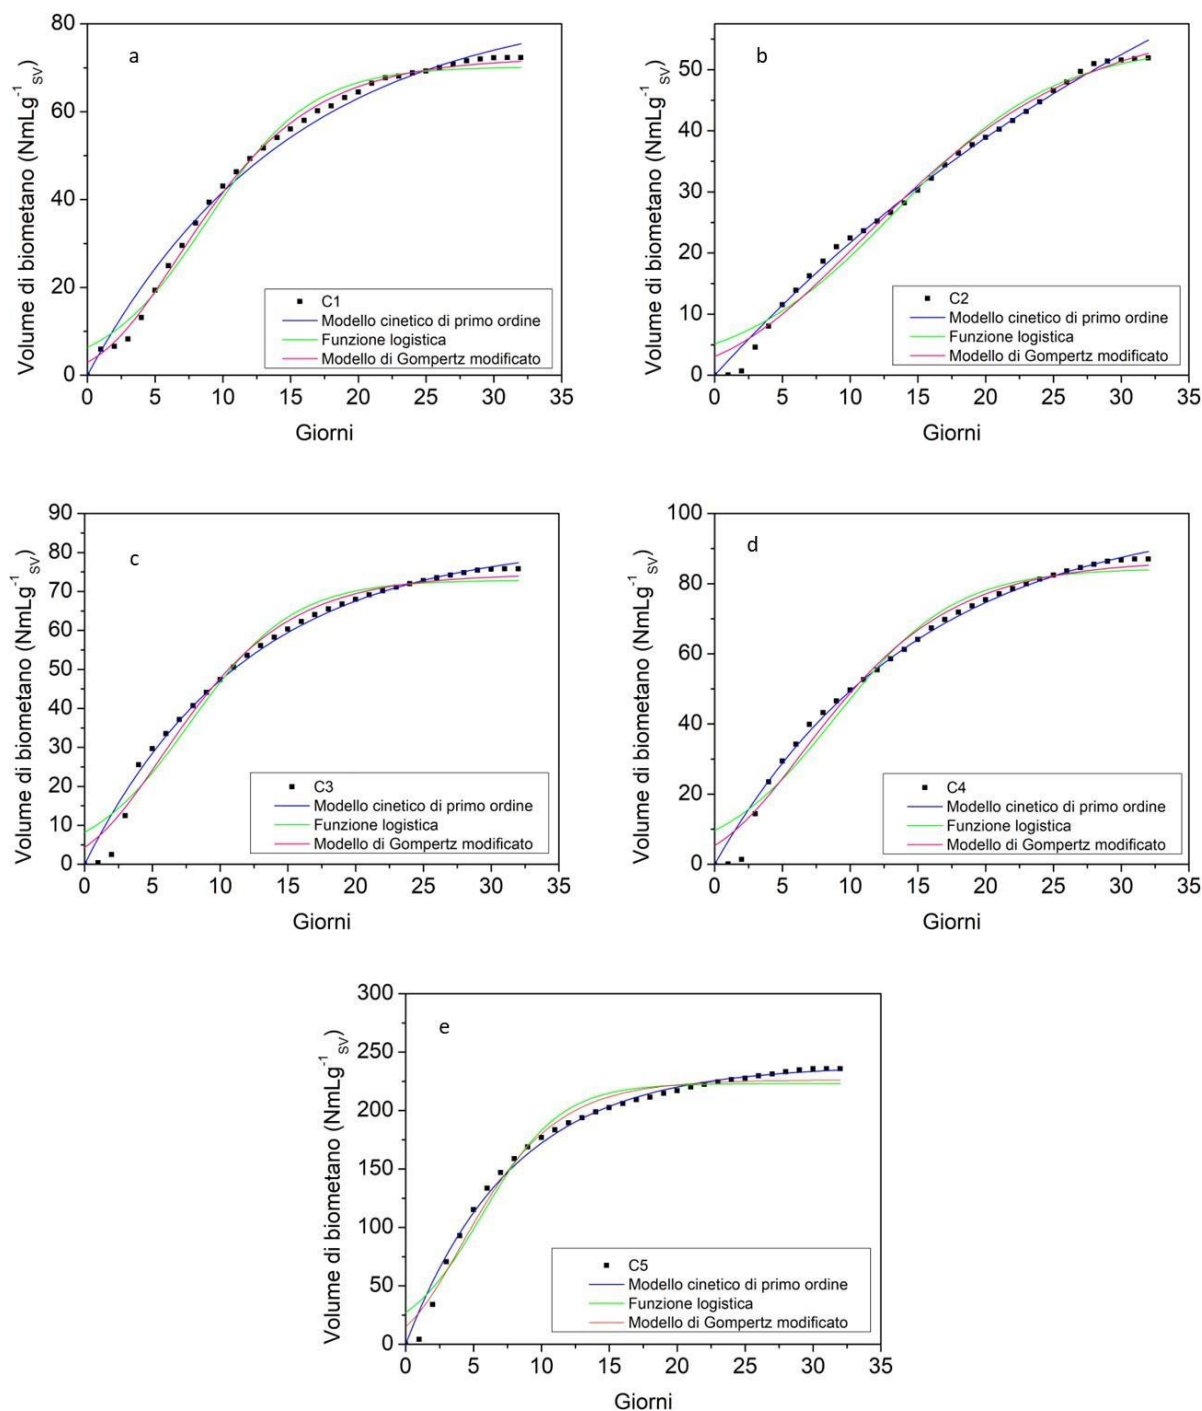 a
Volume di biometano (NmLg⁻¹SV)
80
60
40
20
0
C1
Modello cinetico di primo ordine
Funzione logistica
Modello di Gompertz modificato
0 5 10 15 20 25 30 35
Giorni
b
Volume di biometano (NmLg⁻¹SV)
50
40
30
20
10
0
C2
Modello cinetico di primo ordine
Funzione logistica
Modello di Gompertz modificato
0 5 10 15 20 25 30 35
Giorni
c
Volume di biometano (NmLg⁻¹SV)
90
80
70
60
50
40
30
20
10
0
C3
Modello cinetico di primo ordine
Funzione logistica
Modello di Gompertz modificato
0 5 10 15 20 25 30 35
Giorni
d
Volume di biometano (NmLg⁻¹SV)
100
80
60
40
20
0
C4
Modello cinetico di primo ordine
Funzione logistica
Modello di Gompertz modificato
0 5 10 15 20 25 30 35
Giorni
e
Volume di biometano (NmLg⁻¹SV)
300
250
200
150
100
50
0
C5
Modello cinetico di primo ordine
Funzione logistica
Modello di Gompertz modificato
0 5 10 15 20 25 30 35
Giorni